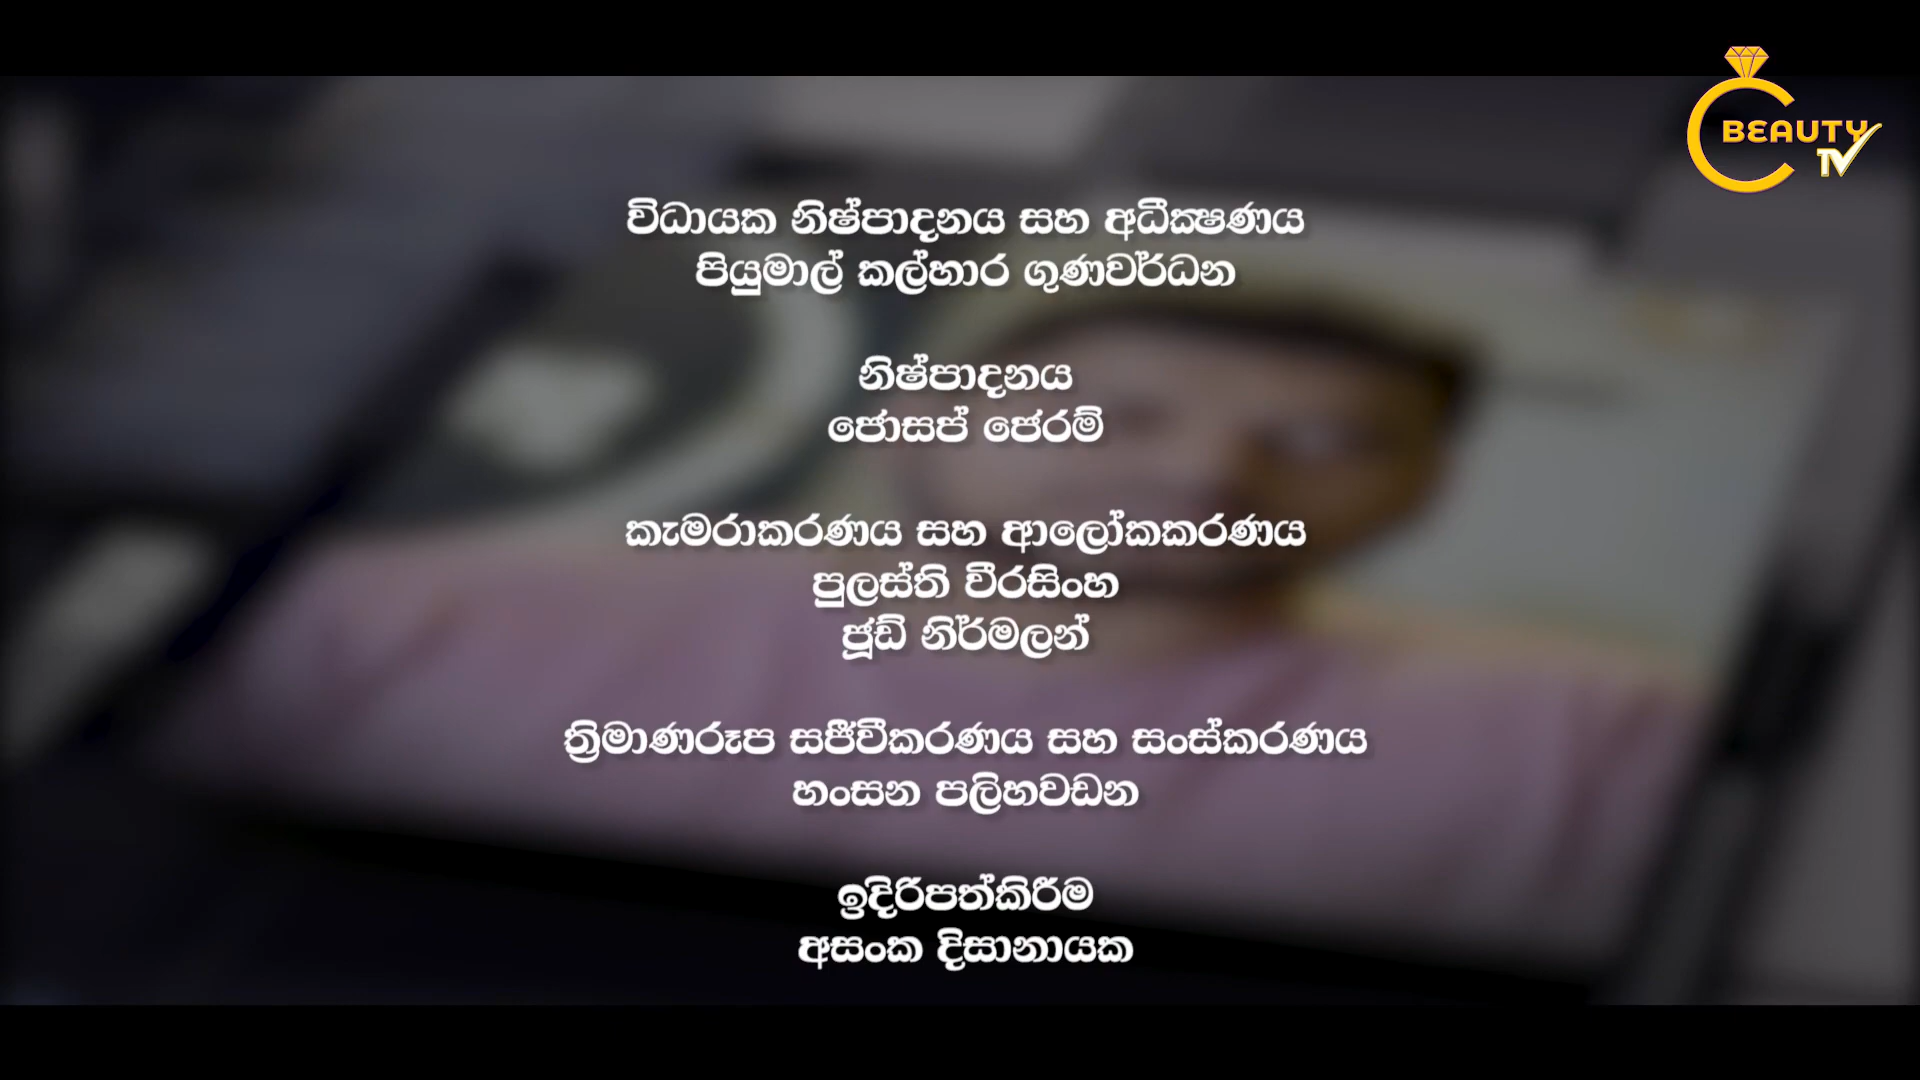 BEAUTY
TV
විධායක නිෂ්පාදනය සහ අධීක්‍ෂණය
පියුමාල් කල්හාර ගුණවර්ධන
නිෂ්පාදනය
ජොසප් ජෙරම්
කැමරාකරණය සහ ආලෝකකරණය
පුලස්ති වීරසිංහ
ජූඩ් නිර්මලන්
ත්‍රිමාණරූප සජීවීකරණය සහ සංස්කරණය
හංසන පලිහවඩන
ඉදිරිපත්කිරීම
අසංක දිසානායක